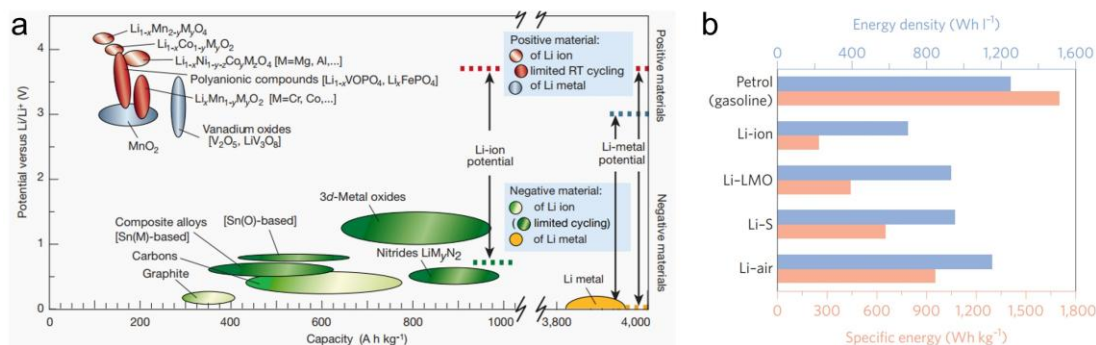 a
Potential versus Li/Li⁺ (V)
4
3
2
1
0
Li₁₋ₓMn₂₋yMyO₄
Li₁₋ₓCo₁₋yMyO₂
Li₁₋ₓNi₁₋y₋zCoyMzO₄ [M=Mg, Al,...]
Polyanionic compounds [Li₁₋ₓVOPO₄, LiₓFePO₄]
LiₓMn₁₋yMyO₂ [M=Cr, Co,...]
Vanadium oxides
[V₂O₅, LiV₃O₈]
MnO₂
Positive material:
of Li ion
limited RT cycling
of Li metal
Positive materials
Li-ion
potential
Li-metal
potential
Negative material:
of Li ion
( limited cycling)
of Li metal
Negative materials
3d-Metal oxides
Composite alloys
[Sn(M)-based]
[Sn(O)-based]
Carbons
Graphite
Nitrides LiMyN₂
Li metal
0
200
400
600
800
1000
3,800
4,000
Capacity (A h kg⁻¹)
b
Energy density (Wh l⁻¹)
0
400
800
1,200
1,600
Petrol
(gasoline)
Li-ion
Li–LMO
Li–S
Li–air
0
300
600
900
1,200
1,500
1,800
Specific energy (Wh kg⁻¹)